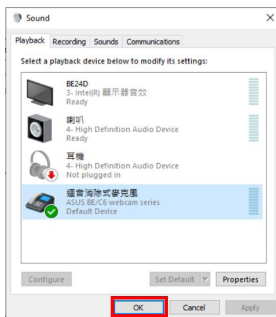 Sound
Playback Recording Sounds Communications
Select a playback device below to modify its settings:
BE24D
3- Intel(R) 顯示器音效
Ready
喇叭
4- High Definition Audio Device
Ready
耳機
4- High Definition Audio Device
Not plugged in
迴音消除式麥克風
ASUS BE/C6 webcam series
Default Device
Configure Set Default Properties
OK Cancel Apply